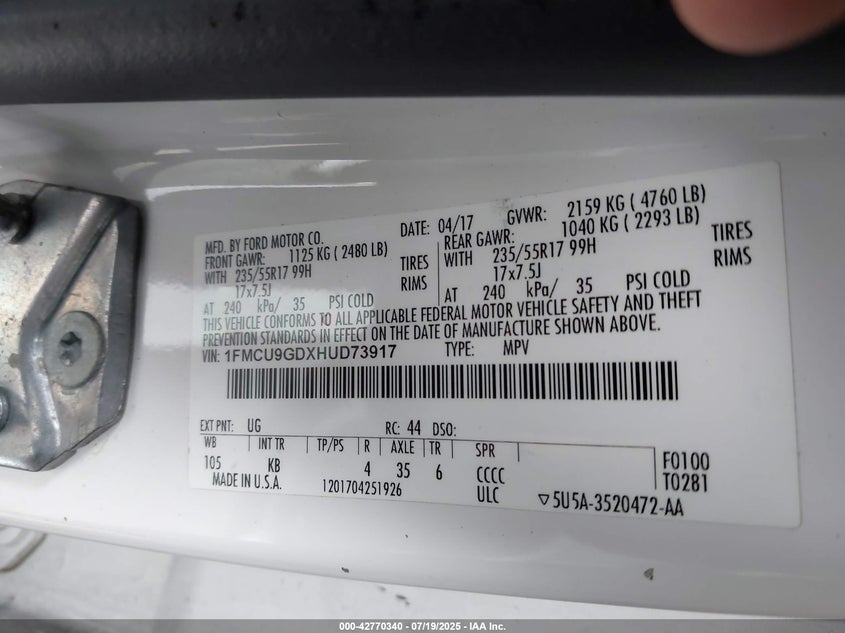 MFD. BY FORD MOTOR CO. DATE: 04/17 GVWR: 2159 KG ( 4760 LB)
FRONT GAWR: 1125 KG ( 2480 LB) REAR GAWR: 1040 KG ( 2293 LB)
WITH 235/55R17 99H TIRES WITH 235/55R17 99H TIRES
17x7.5J RIMS 17x7.5J RIMS
AT 240 kPa/ 35 PSI COLD AT 240 kPa/ 35 PSI COLD
THIS VEHICLE CONFORMS TO ALL APPLICABLE FEDERAL MOTOR VEHICLE SAFETY AND THEFT
PREVENTION STANDARDS IN EFFECT ON THE DATE OF MANUFACTURE SHOWN ABOVE.
VIN: 1FMCU9GDXHUD73917 TYPE: MPV
EXT PNT: UG RC: 44 DSO:
WB INT TR TP/PS R AXLE TR SPR
105 KB 4 35 6 CCCC F0100
MADE IN U.S.A. 1201704251926 ULC T0281
5U5A-3520472-AA
000-42770340 - 07/19/2025 - IAA Inc.